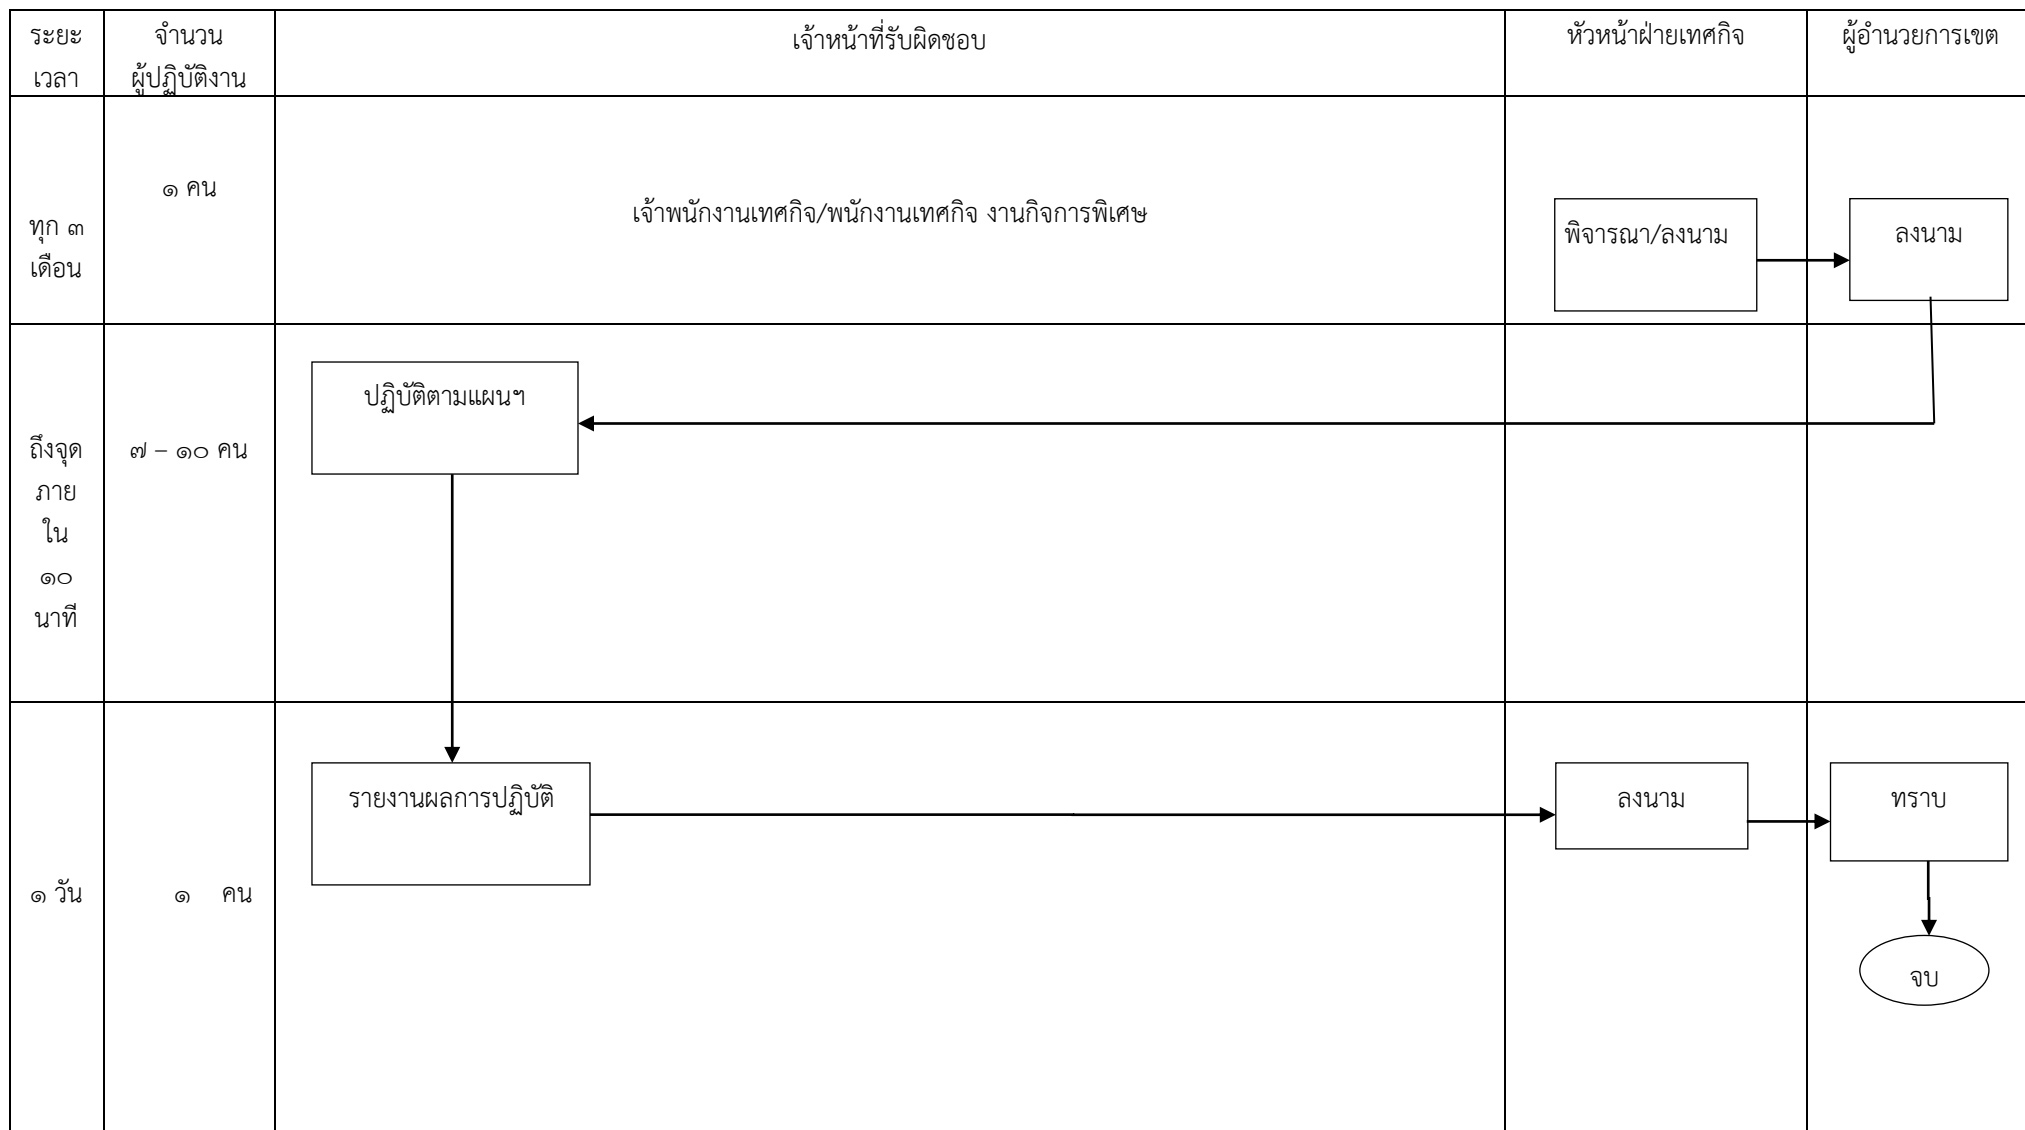 ระยะ
เวลา
จำนวน
ผู้ปฏิบัติงาน
เจ้าหน้าที่รับผิดชอบ
หัวหน้าฝ่ายเทศกิจ
ผู้อำนวยการเขต
ทุก ๓
เดือน
๑ คน
เจ้าพนักงานเทศกิจ/พนักงานเทศกิจ งานกิจการพิเศษ
พิจารณา/ลงนาม
ลงนาม
ถึงจุด
ภาย
ใน
๑๐
นาที
๗ – ๑๐ คน
ปฏิบัติตามแผนฯ
๑ วัน
๑ คน
รายงานผลการปฏิบัติ
ลงนาม
ทราบ
จบ